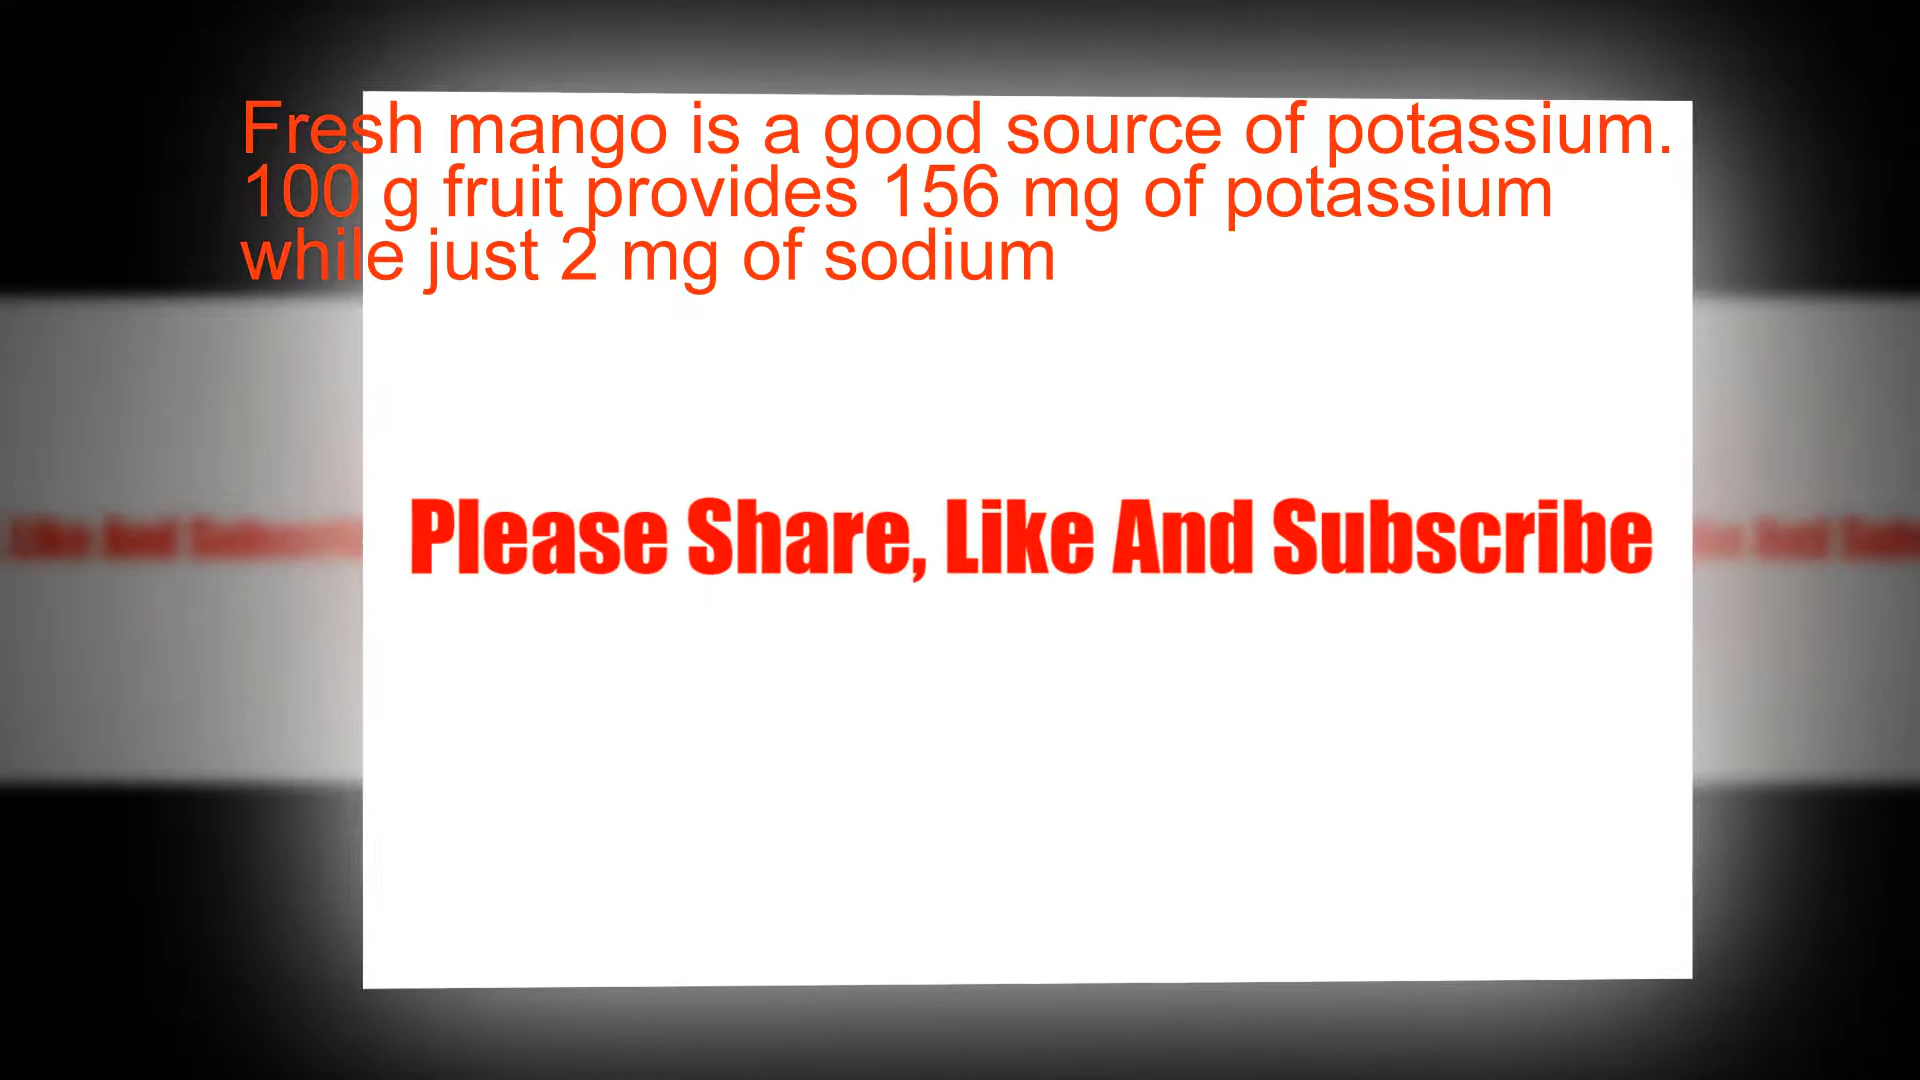 Fresh mango is a good source of potassium.
100 g fruit provides 156 mg of potassium
while just 2 mg of sodium
Please Share, Like And Subscribe